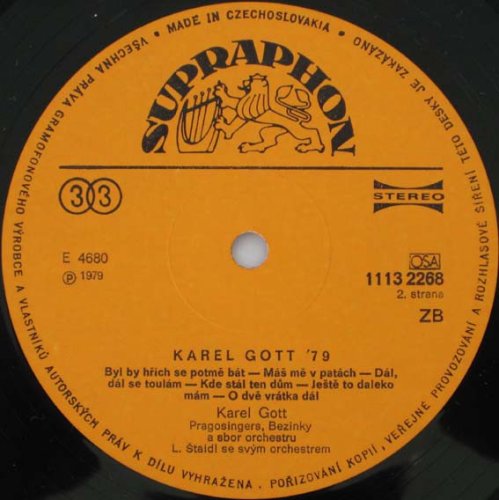 VŠECHNA PRÁVA GRAMOFONOVÉHO VÝROBCE A VLASTNÍKŮ AUTORSKÝCH PRÁV K DÍLU VYHRAŽENA. • POŘIZOVÁNÍ KOPIÍ, VEŘEJNÉ PROVOZOVÁNÍ A ROZHLASOVÉ ŠÍŘENÍ TÉTO DESKY JE ZAKÁZÁNO • MADE IN CZECHOSLOVAKIA •
SUPRAPHON
33
STEREO
E 4680
℗ 1979
OSA
1113 2268
2. strana
ZB
KAREL GOTT '79
Byl by hřích se potmě bát — Máš mě v patách — Dál,
dál se toulám — Kde stál ten dům — Ještě to daleko
mám — O dvě vrátka dál
Karel Gott
Pragosingers, Bezinky
a sbor orchestru
L. Štaidl se svým orchestrem